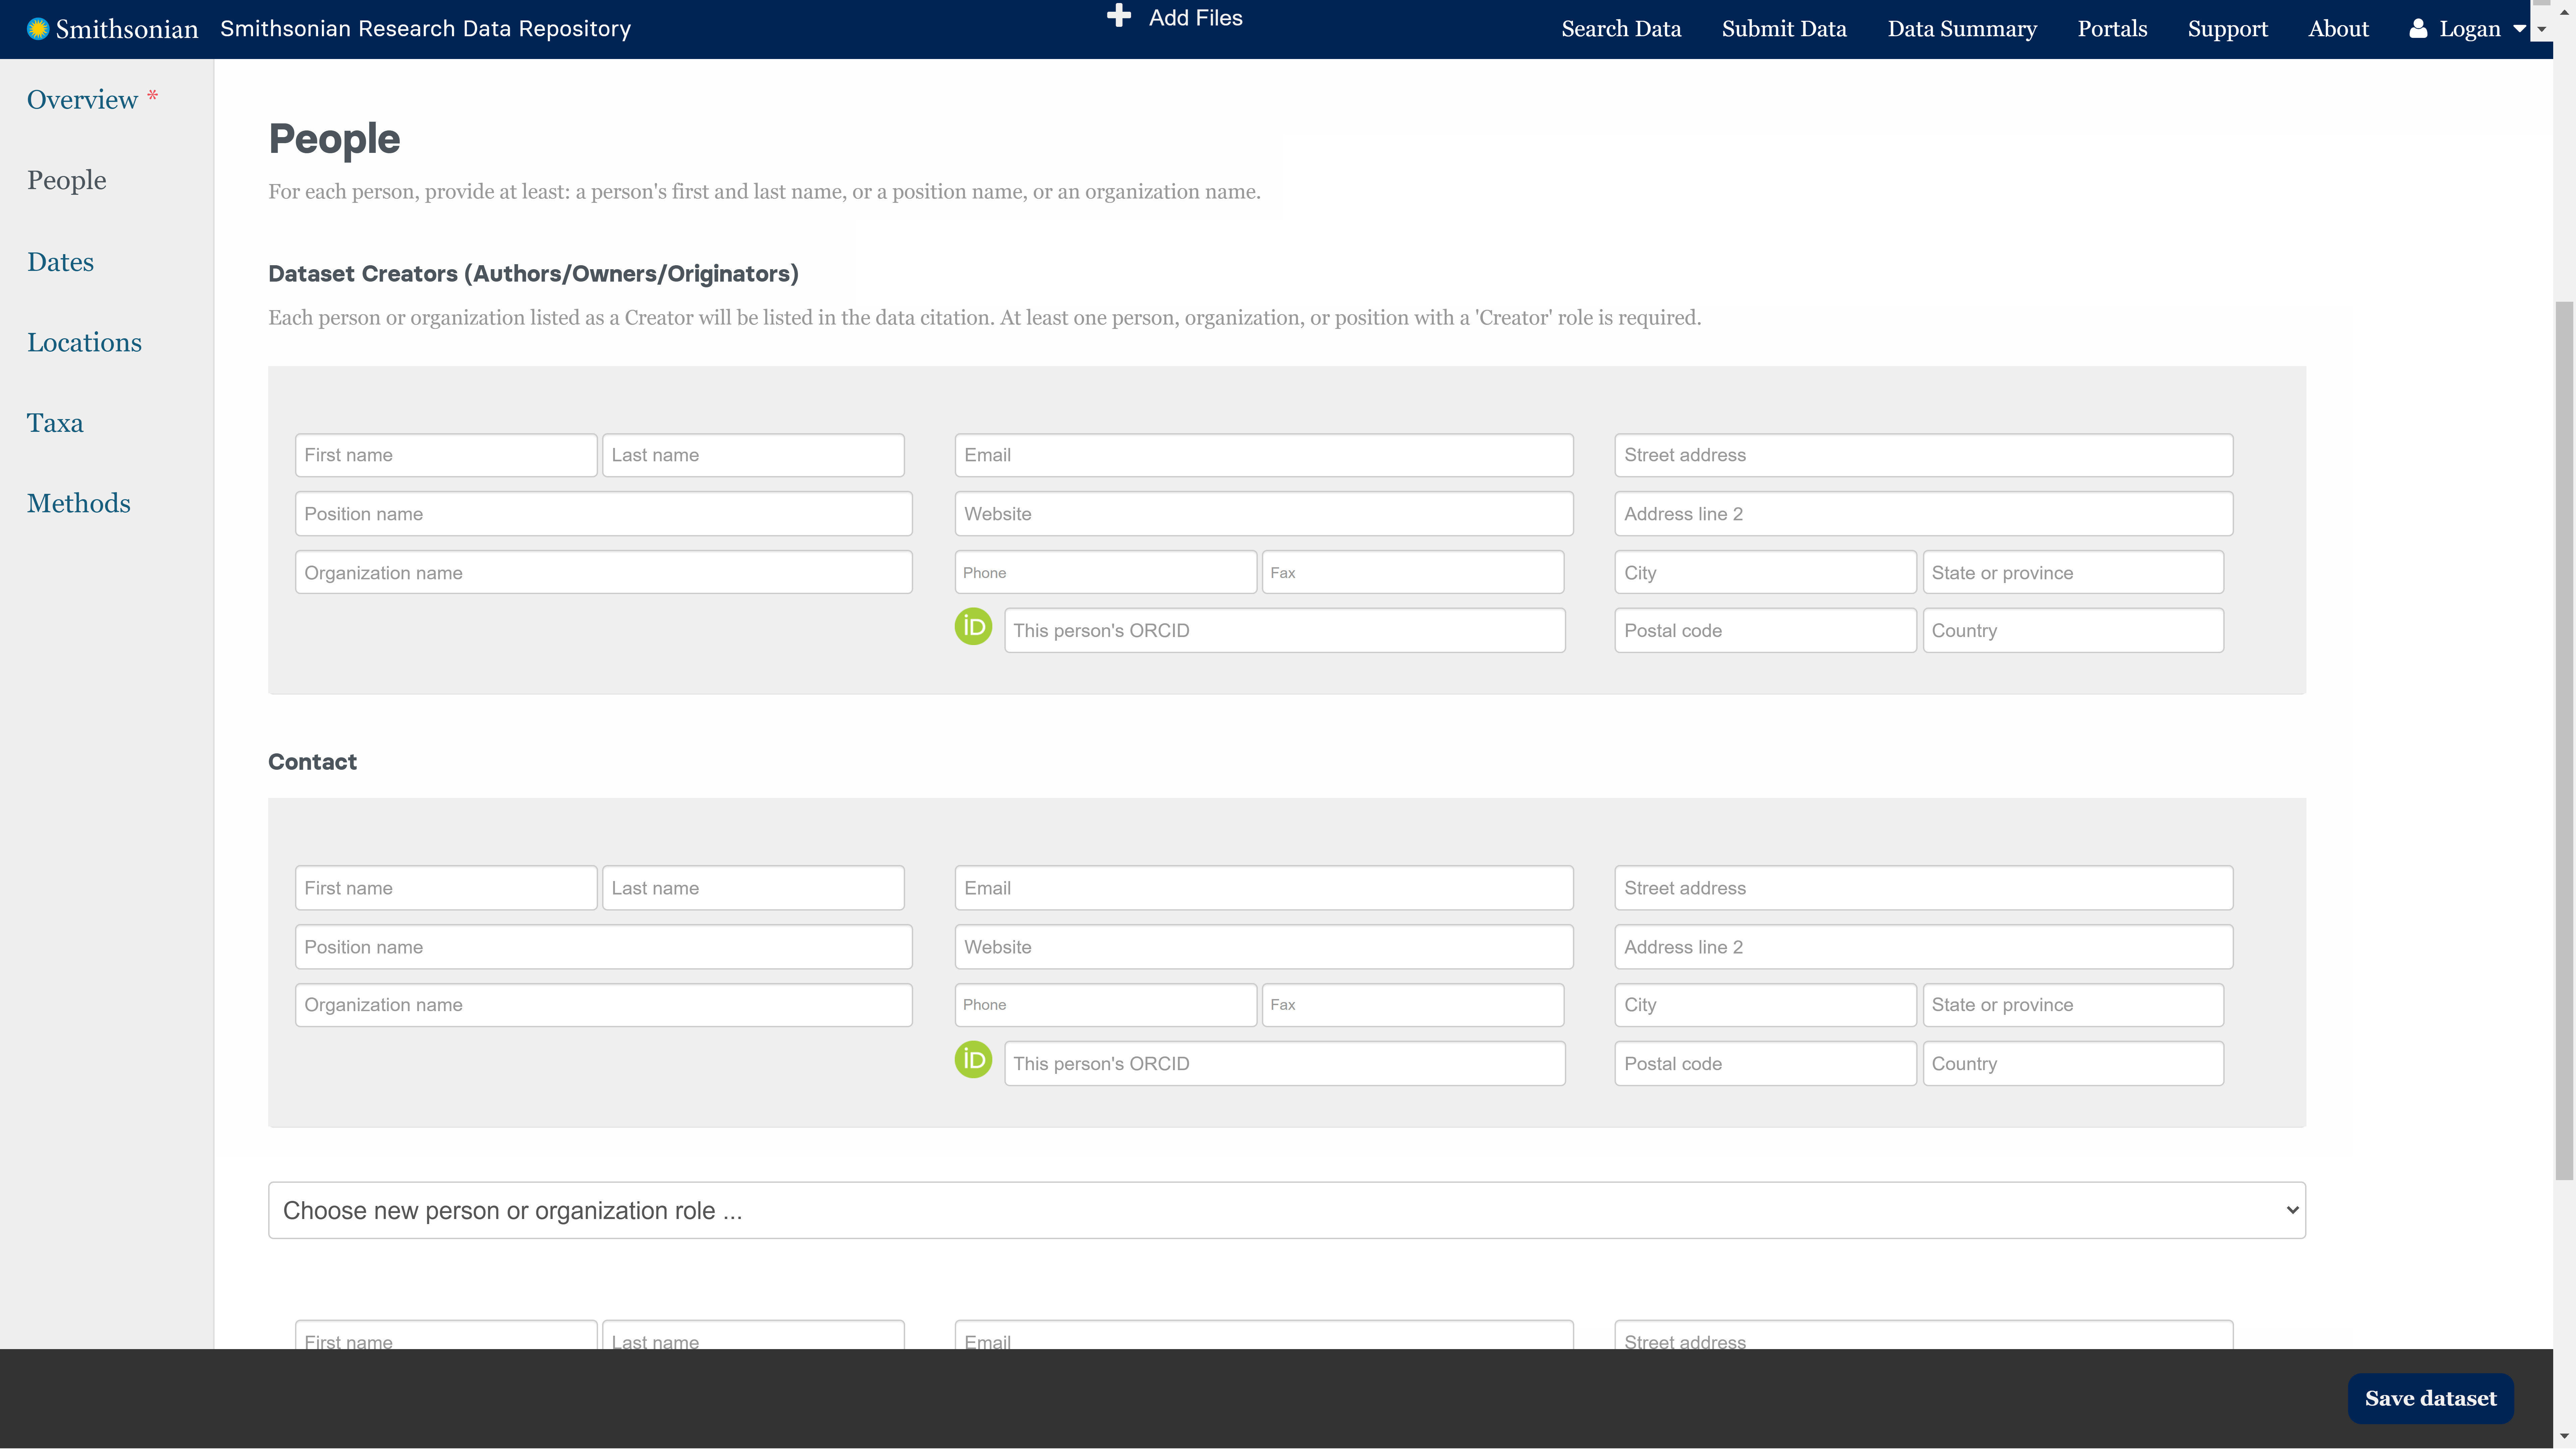 Smithsonian Smithsonian Research Data Repository Add Files Search Data Submit Data Data Summary Portals Support About Logan
Overview *
People
Dates
Locations
Taxa
Methods
People
For each person, provide at least: a person's first and last name, or a position name, or an organization name.
Dataset Creators (Authors/Owners/Originators)
Each person or organization listed as a Creator will be listed in the data citation. At least one person, organization, or position with a 'Creator' role is required.
First name Last name Email Street address
Position name Website Address line 2
Organization name Phone Fax City State or province
iD This person's ORCID Postal code Country
Contact
First name Last name Email Street address
Position name Website Address line 2
Organization name Phone Fax City State or province
iD This person's ORCID Postal code Country
Choose new person or organization role ...
First name Last name Email Street address
Save dataset